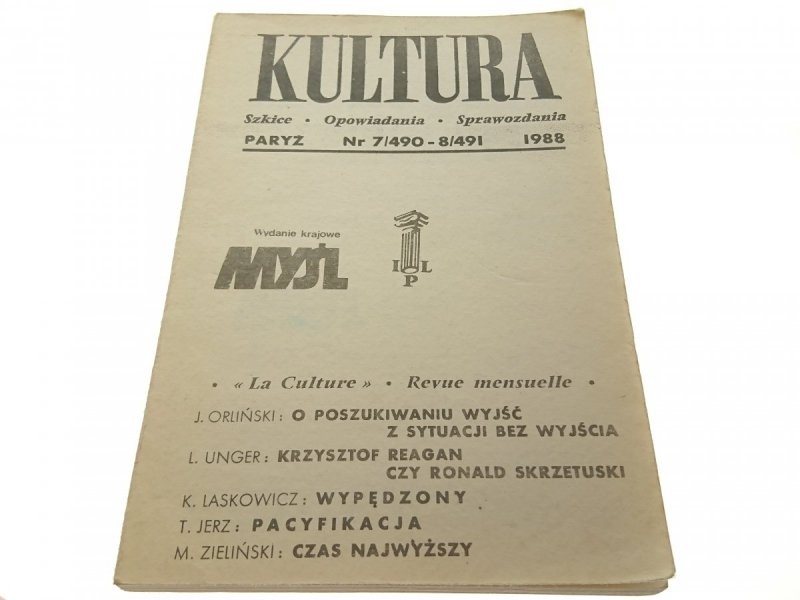 KULTURA
Szkice • Opowiadania • Sprawozdania
PARYŻ Nr 7/490 - 8/491 1988
Wydanie krajowe
MYŚL
I L
P
• « La Culture » • Revue mensuelle •
J. ORLIŃSKI: O POSZUKIWANIU WYJŚĆ
Z SYTUACJI BEZ WYJŚCIA
L. UNGER: KRZYSZTOF REAGAN
CZY RONALD SKRZETUSKI
K. LASKOWICZ: WYPĘDZONY
T. JERZ: PACYFIKACJA
M. ZIELIŃSKI: CZAS NAJWYŻSZY